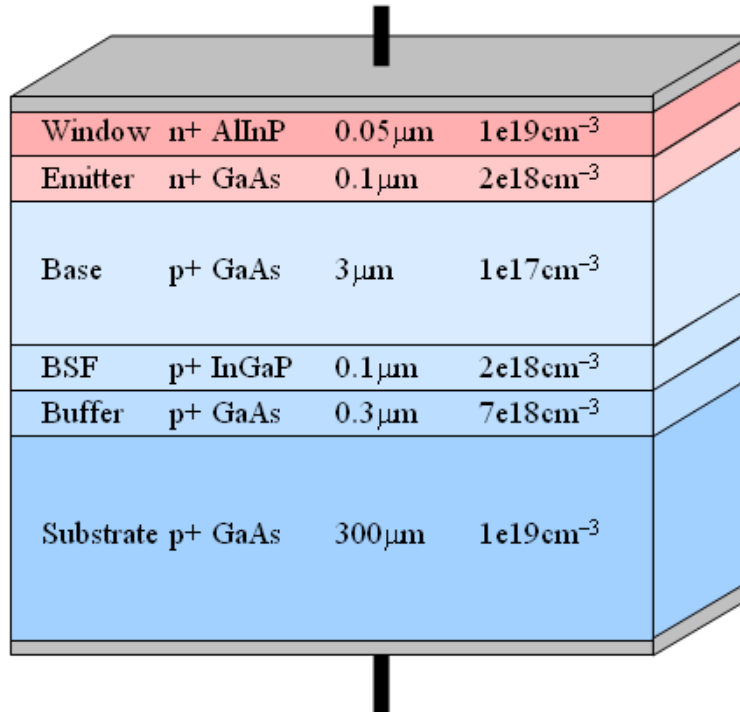 Window n+ AlInP 0.05μm 1e19cm⁻³
Emitter n+ GaAs 0.1μm 2e18cm⁻³
Base p+ GaAs 3μm 1e17cm⁻³
BSF p+ InGaP 0.1μm 2e18cm⁻³
Buffer p+ GaAs 0.3μm 7e18cm⁻³
Substrate p+ GaAs 300μm 1e19cm⁻³